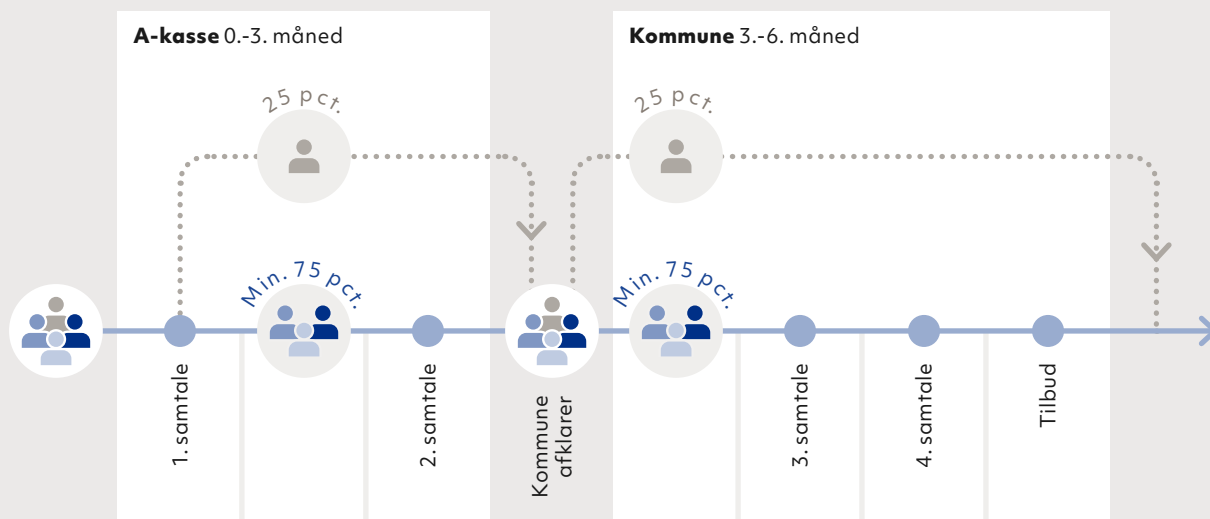 A-kasse 0.-3. måned
Kommune 3.-6. måned
25 pct.
25 pct.
Min. 75 pct.
Min. 75 pct.
1. samtale
2. samtale
Kommune
afklarer
3. samtale
4. samtale
Tilbud